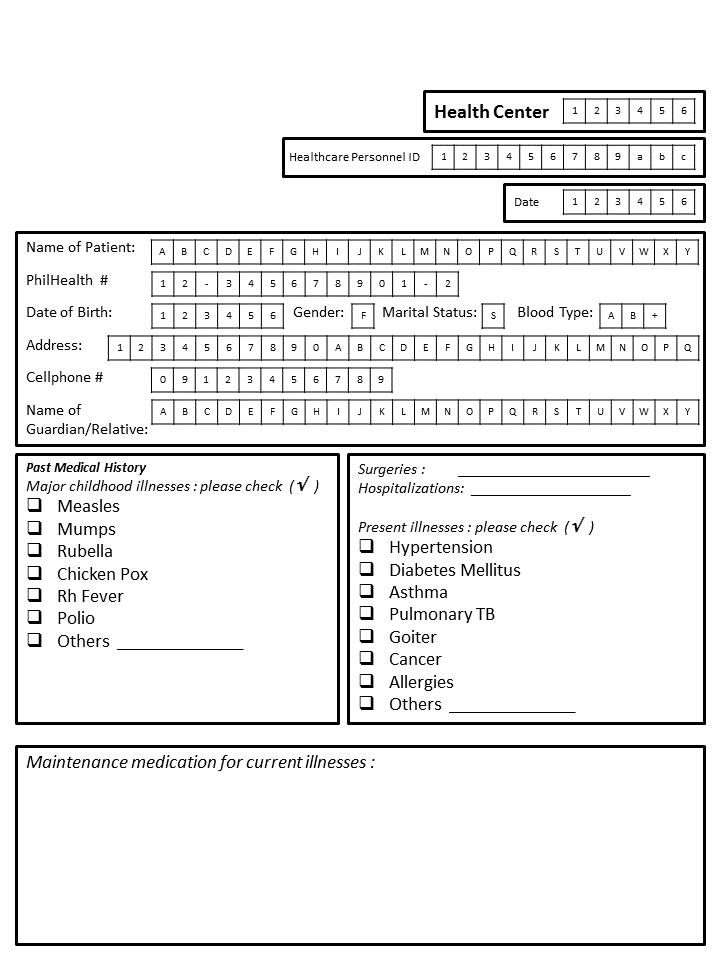 Health Center 1 2 3 4 5 6
Healthcare Personnel ID 1 2 3 4 5 6 7 8 9 a b c
Date 1 2 3 4 5 6
Name of Patient: A B C D E F G H I J K L M N O P Q R S T U V W X Y
PhilHealth # 1 2 - 3 4 5 6 7 8 9 0 1 - 2
Date of Birth: 1 2 3 4 5 6 Gender: F Marital Status: S Blood Type: A B +
Address: 1 2 3 4 5 6 7 8 9 0 A B C D E F G H I J K L M N O P Q
Cellphone # 0 9 1 2 3 4 5 6 7 8 9
Name of Guardian/Relative: A B C D E F G H I J K L M N O P Q R S T U V W X Y
Past Medical History
Major childhood illnesses : please check (√ )
❑ Measles
❑ Mumps
❑ Rubella
❑ Chicken Pox
❑ Rh Fever
❑ Polio
❑ Others _______________
Surgeries : _______________________
Hospitalizations: ___________________
Present illnesses : please check (√ )
❑ Hypertension
❑ Diabetes Mellitus
❑ Asthma
❑ Pulmonary TB
❑ Goiter
❑ Cancer
❑ Allergies
❑ Others _______________
Maintenance medication for current illnesses :